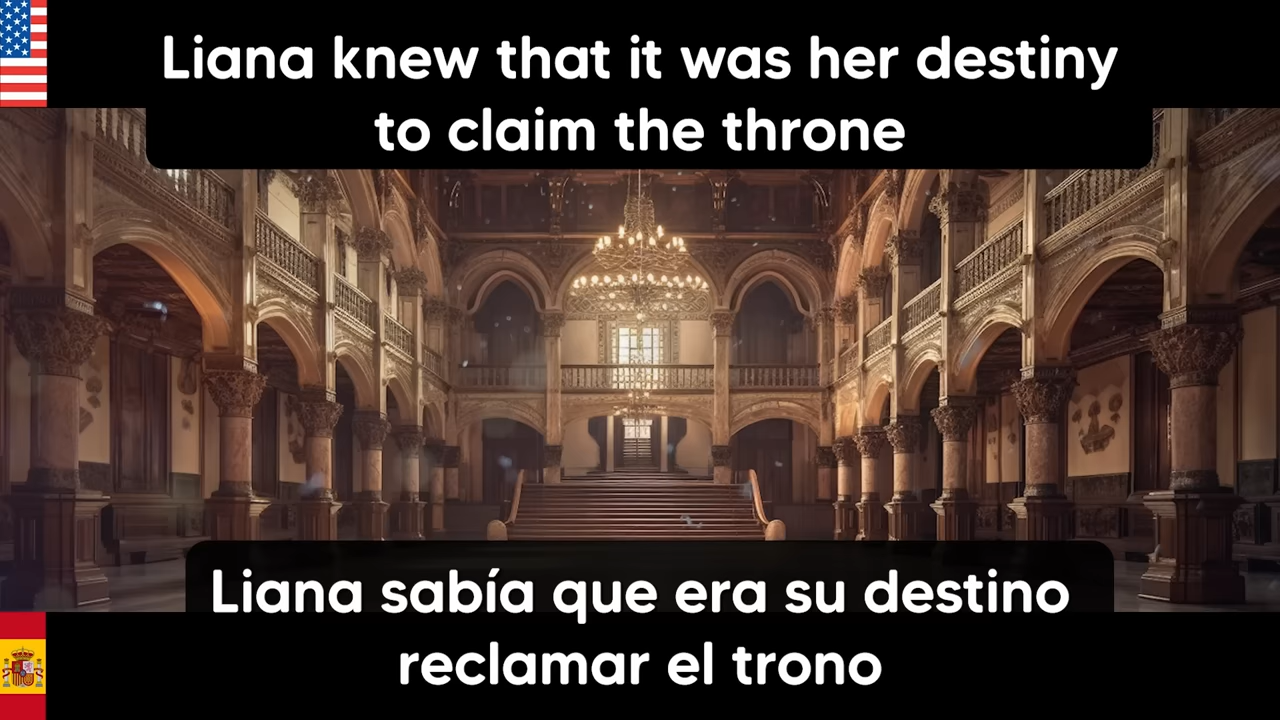 Liana knew that it was her destiny
to claim the throne
Liana sabía que era su destino
reclamar el trono